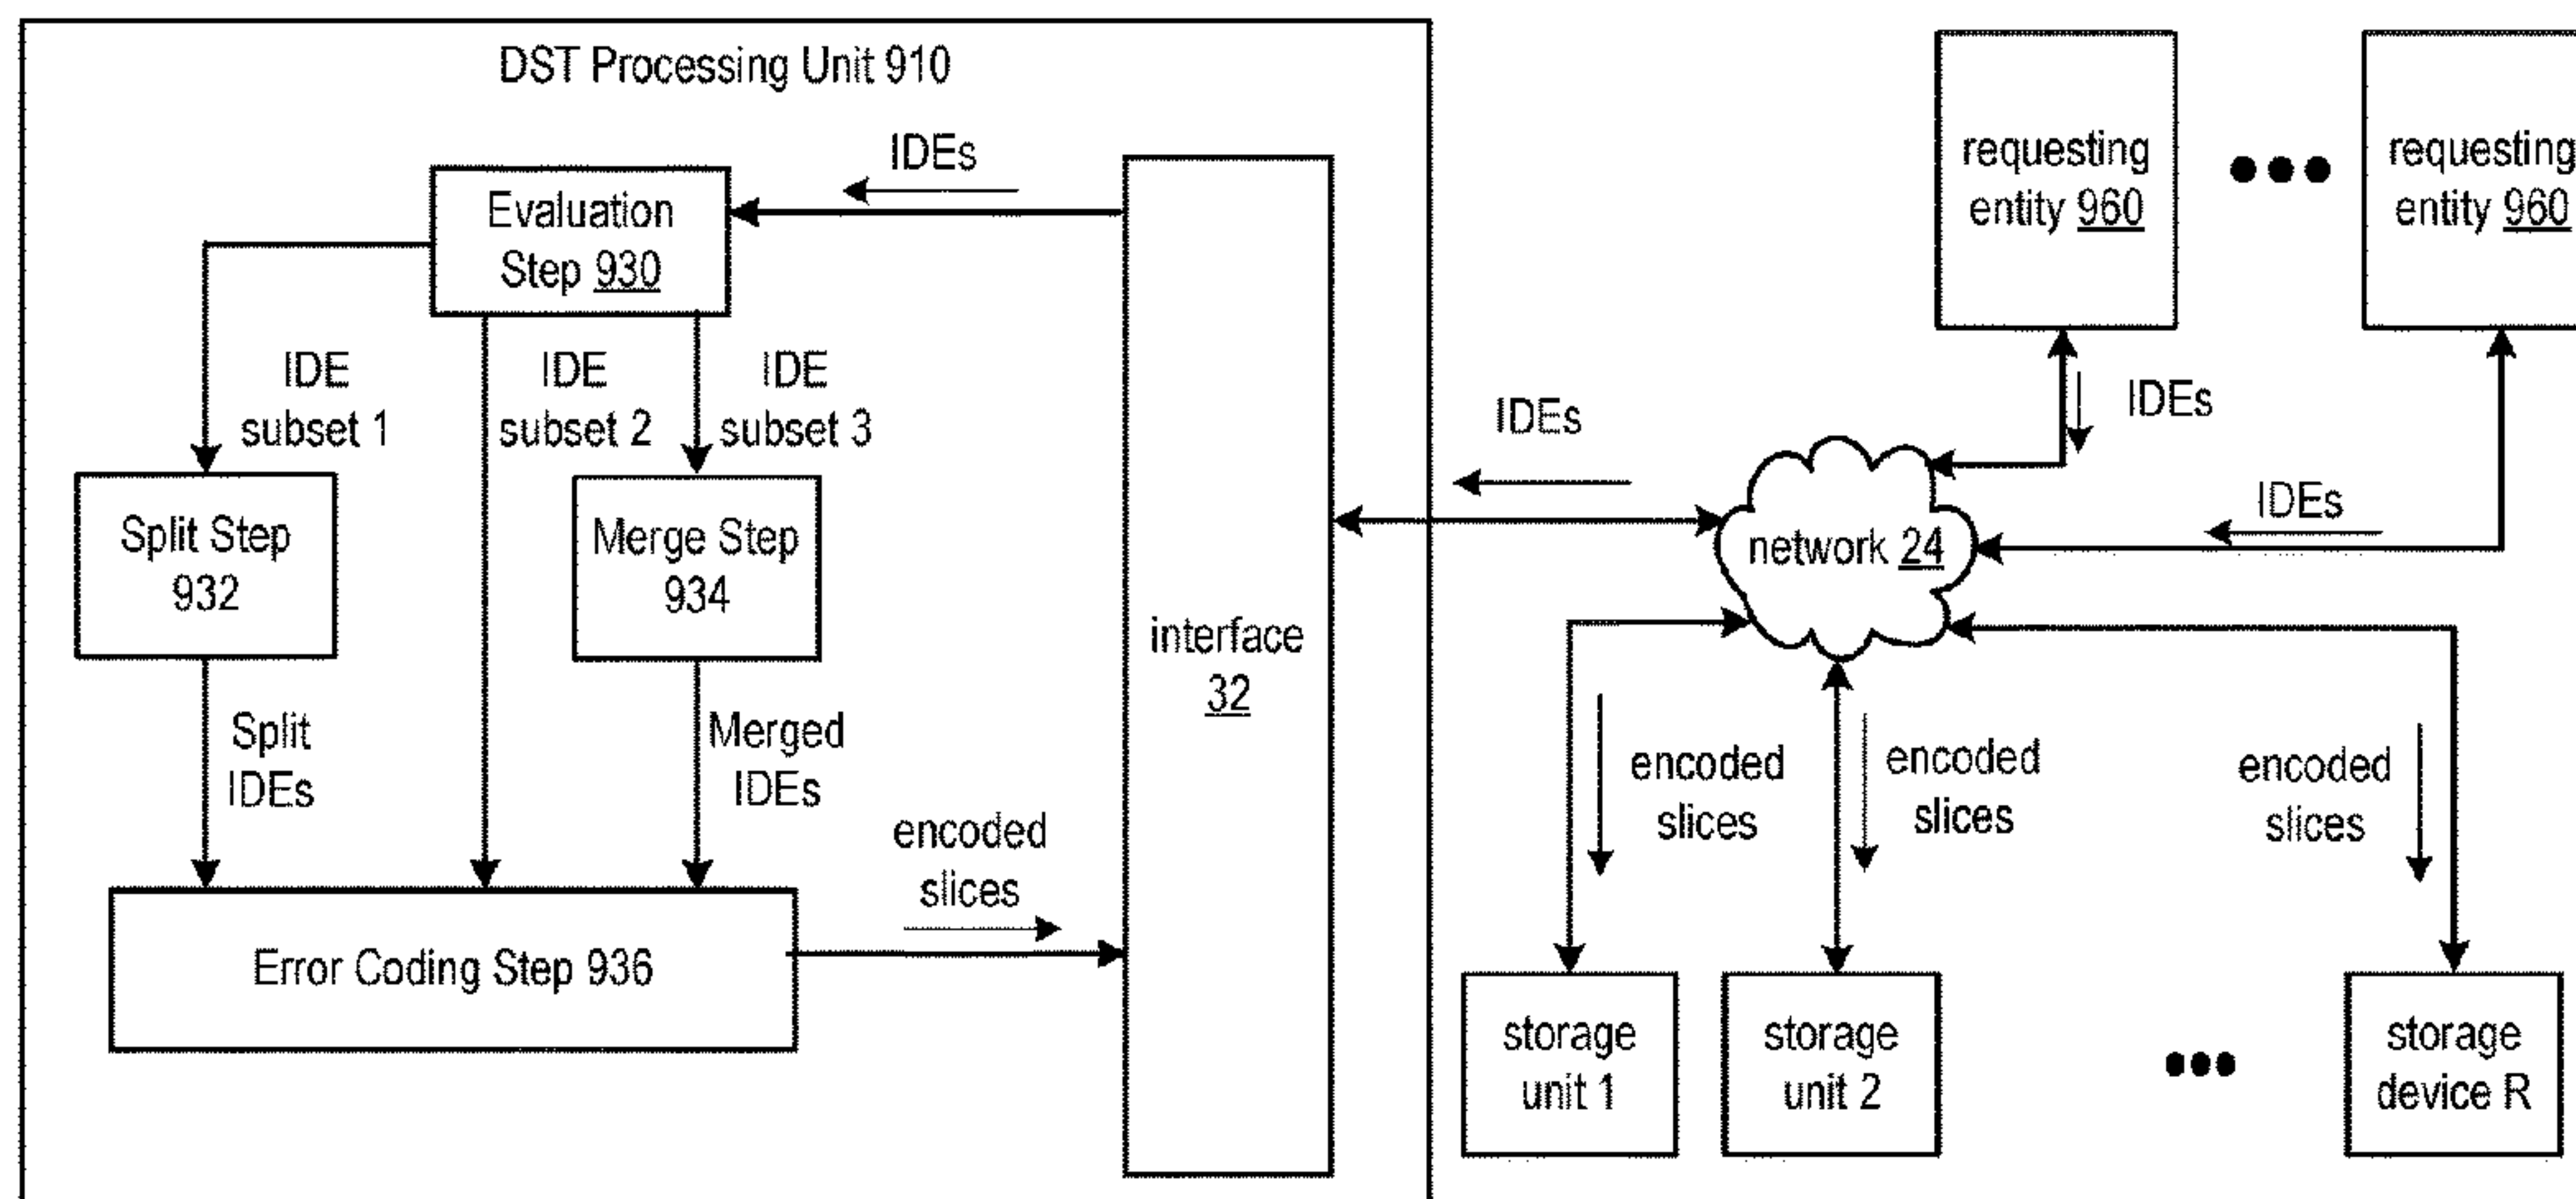 DST Processing Unit 910
IDEs
Evaluation
Step 930
IDE
subset 1
IDE
subset 2
IDE
subset 3
Split Step
932
Merge Step
934
Split
IDEs
Merged
IDEs
encoded
slices
Error Coding Step 936
interface
32
IDEs
network 24
requesting
entity 960
requesting
entity 960
IDEs
IDEs
encoded
slices
encoded
slices
encoded
slices
storage
unit 1
storage
unit 2
storage
device R